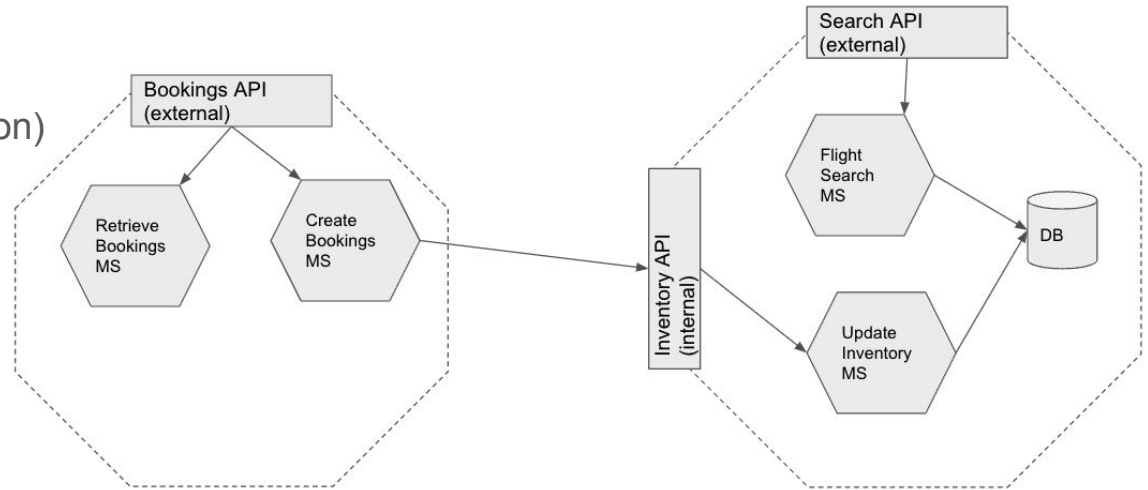 on)
Bookings API
(external)
Retrieve
Bookings
MS
Create
Bookings
MS
Inventory API
(internal)
Search API
(external)
Flight
Search
MS
DB
Update
Inventory
MS